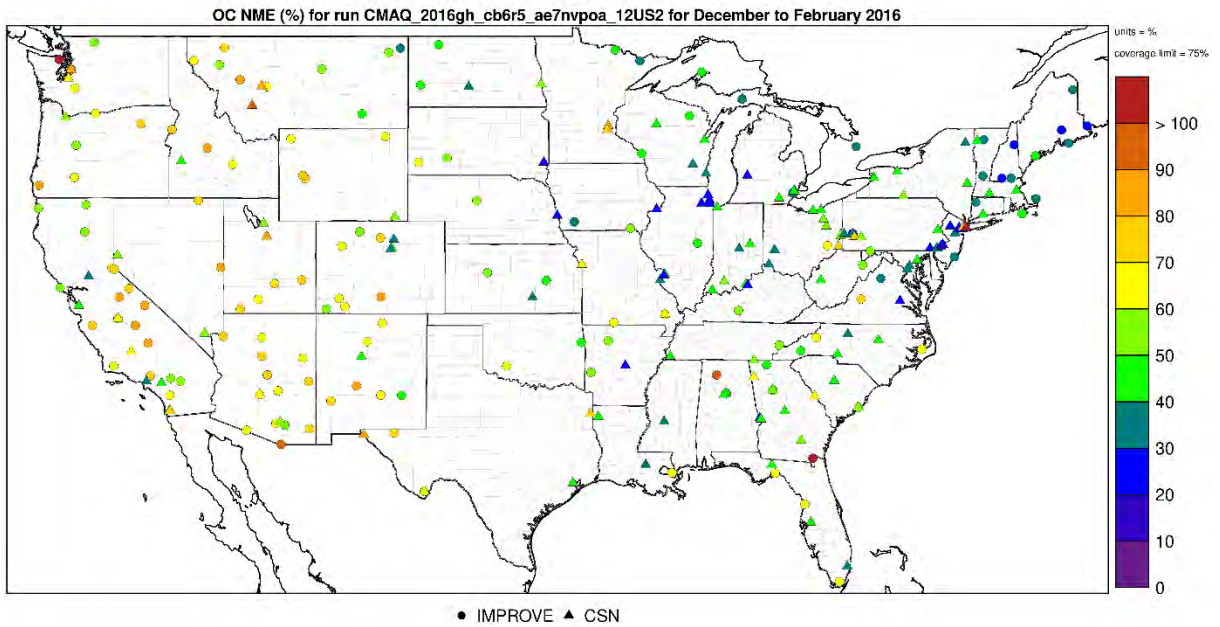 OC NME (%) for run CMAQ_2016gh_cb6r5_ae7nvpoa_12US2 for December to February 2016
units = %
coverage limit = 75%
> 100
90
80
70
60
50
40
30
20
10
0
● IMPROVE ▲ CSN